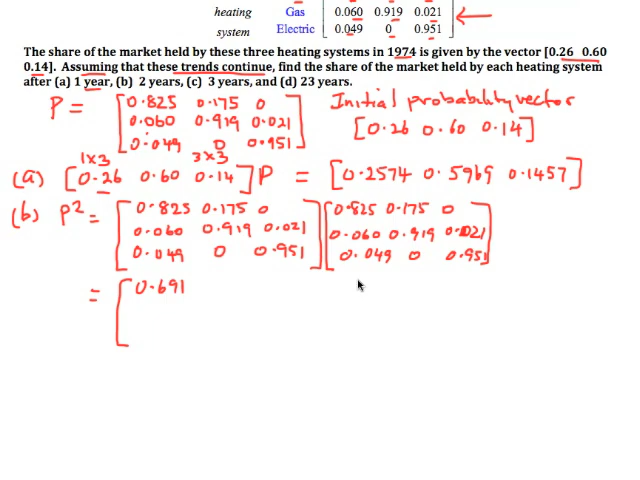 heating Gas 0.060 0.919 0.021
system Electric 0.049 0 0.951
The share of the market held by these three heating systems in 1974 is given by the vector [0.26 0.60
0.14]. Assuming that these trends continue, find the share of the market held by each heating system
after (a) 1 year, (b) 2 years, (c) 3 years, and (d) 23 years.
P = [0.825 0.175 0
0.060 0.919 0.021
0.049 0 0.951]
Initial probability vector
[0.26 0.60 0.14]
1x3 3x3
(a) [0.26 0.60 0.14] P = [0.2574 0.5969 0.1457]
(b) P² = [0.825 0.175 0 [0.825 0.175 0
0.060 0.919 0.021 0.060 0.919 0.021
0.049 0 0.951] 0.049 0 0.951]
= [0.691